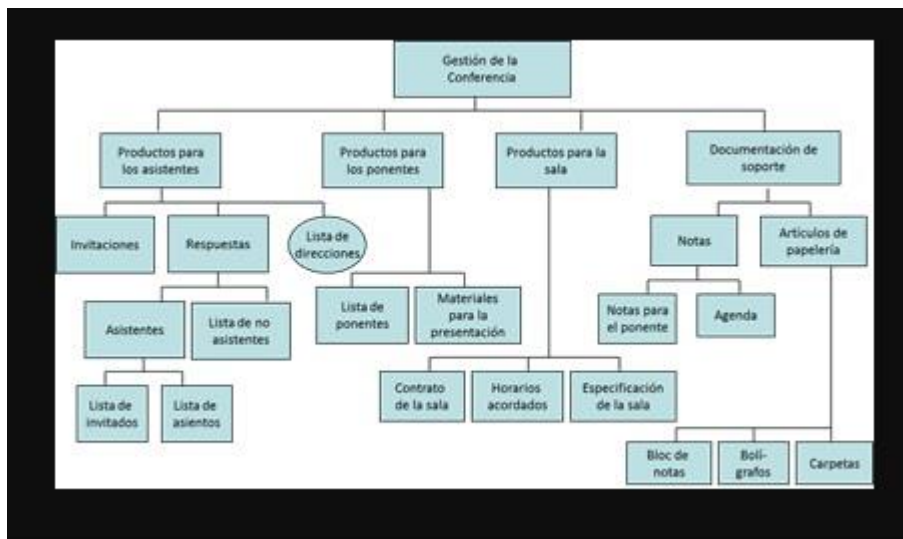 Gestión de la
Conferencia
Productos para
los asistentes
Productos para
los ponentes
Productos para la
sala
Documentación de
soporte
Invitaciones
Respuestas
Lista de
direcciones
Notas
Artículos de
papelería
Asistentes
Lista de no
asistentes
Lista de
ponentes
Materiales
para la
presentación
Notas para
el ponente
Agenda
Lista de
invitados
Lista de
asientos
Contrato
de la sala
Horarios
acordados
Especificación
de la sala
Bloc de
notas
Bolí-
grafos
Carpetas